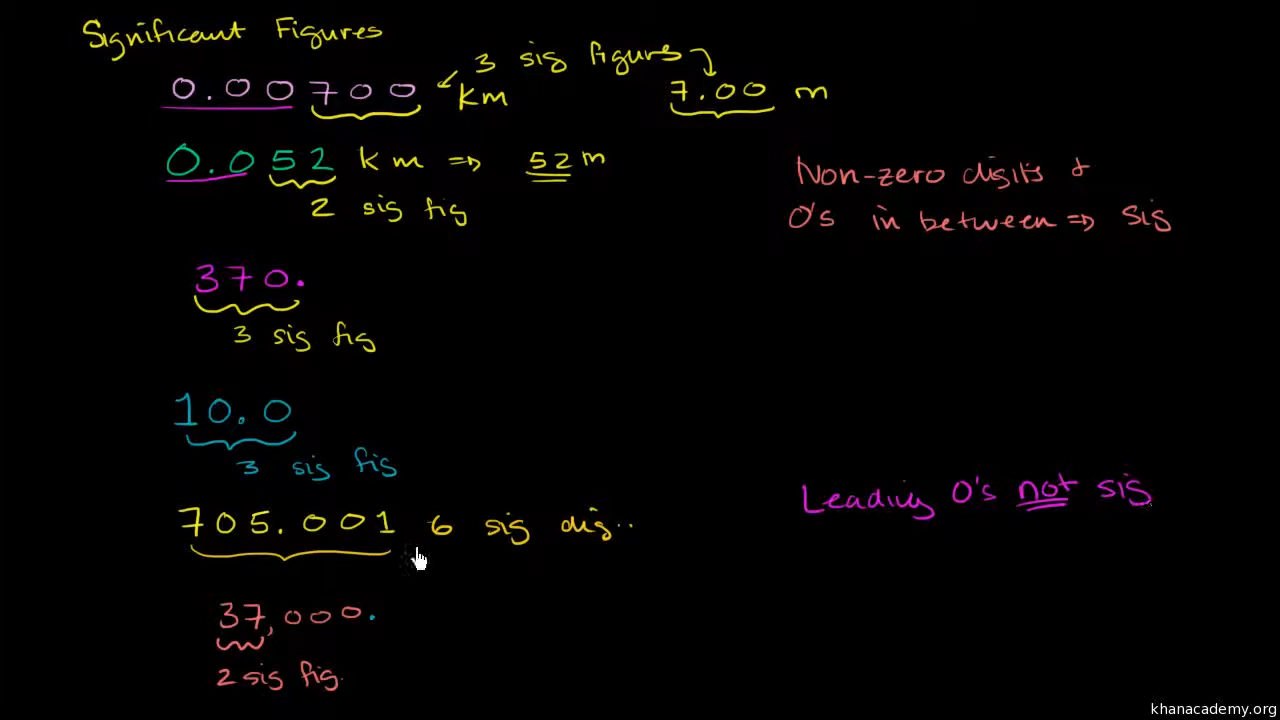 Significant Figures
3 sig figures
0.00700 km 7.00 m
0.052 km ⇒ 52 m
2 sig fig
Non-zero digits &
0's in between ⇒ sig
370.
3 sig fig
10.0
3 sig fig
Leading 0's not sig
705.001 6 sig dig..
37,000.
2 sig fig.
khanacademy.org